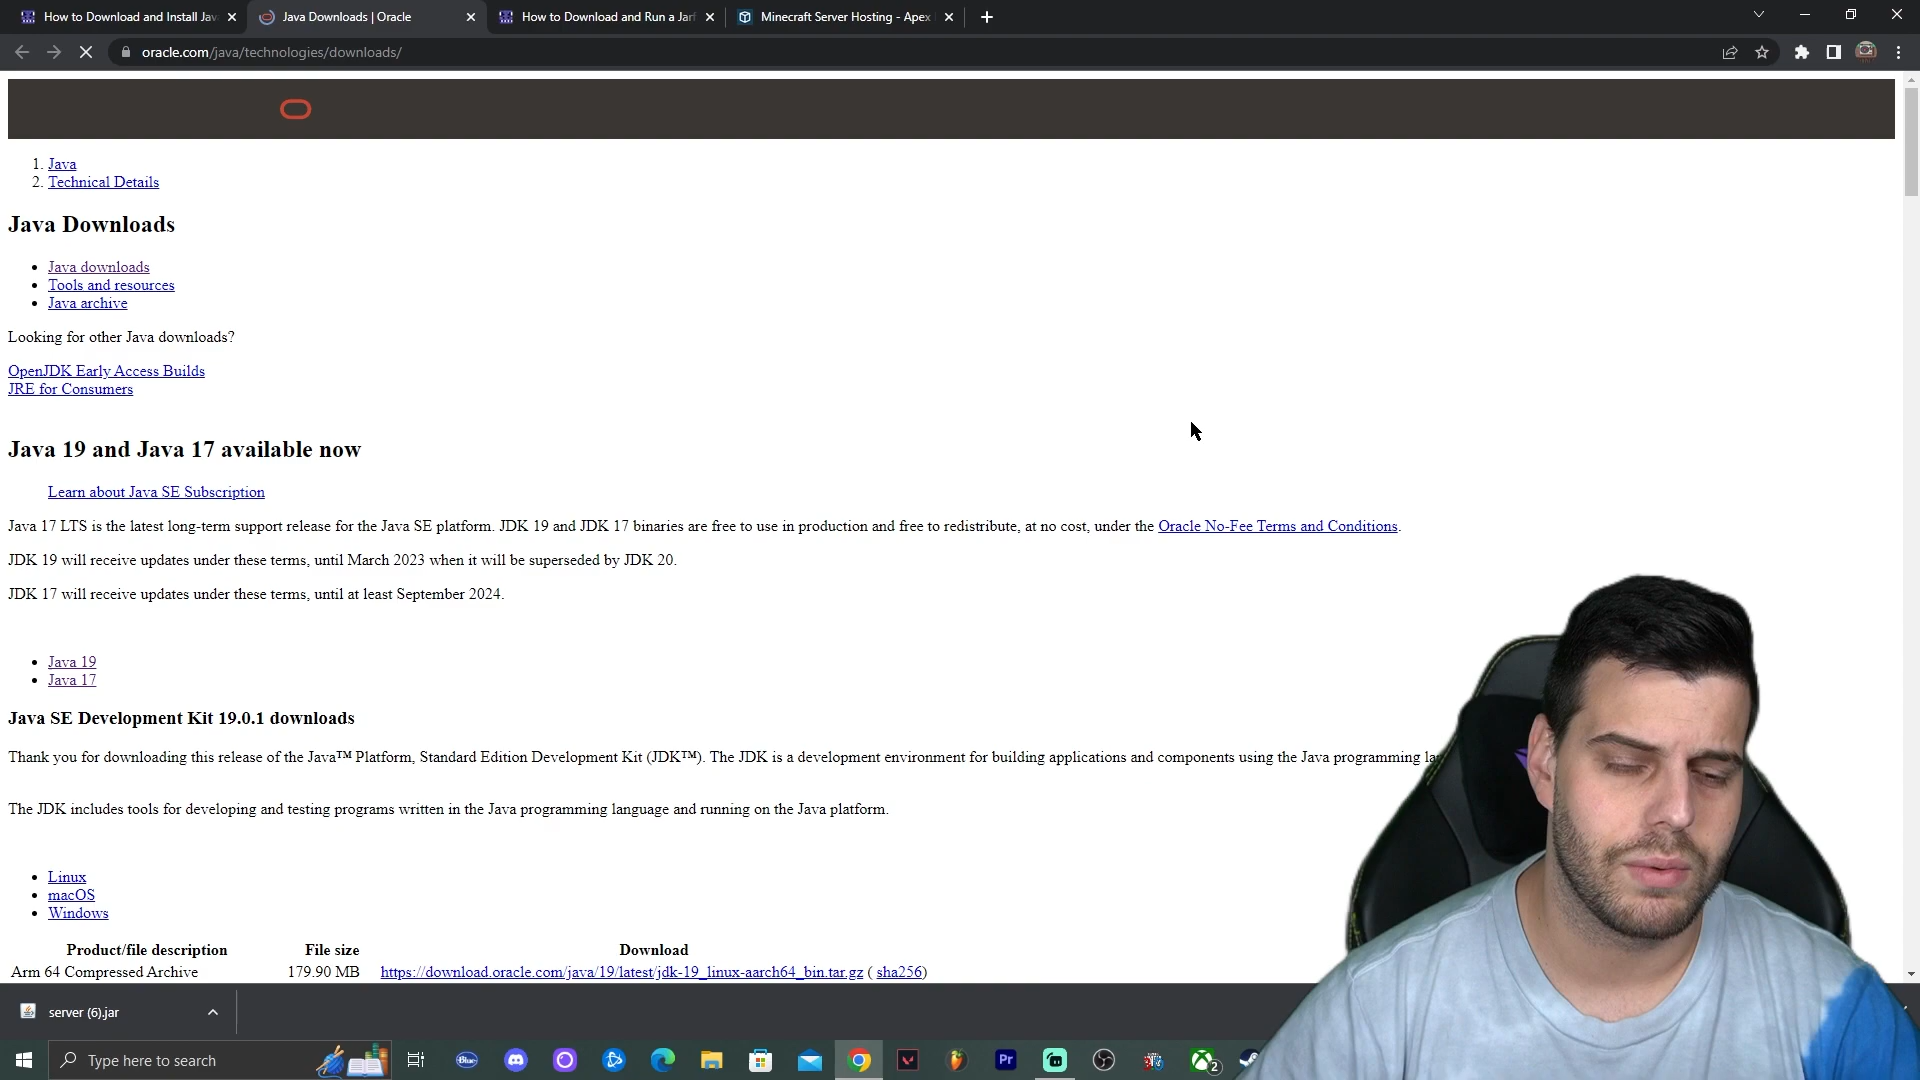 How to Download and Install Jav
Java Downloads | Oracle
How to Download and Run a Jarf
Minecraft Server Hosting - Apex
oracle.com/java/technologies/downloads/
1. Java
2. Technical Details
Java Downloads
Java downloads
Tools and resources
Java archive
Looking for other Java downloads?
OpenJDK Early Access Builds
JRE for Consumers
Java 19 and Java 17 available now
Learn about Java SE Subscription
Java 17 LTS is the latest long-term support release for the Java SE platform. JDK 19 and JDK 17 binaries are free to use in production and free to redistribute, at no cost, under the Oracle No-Fee Terms and Conditions.
JDK 19 will receive updates under these terms, until March 2023 when it will be superseded by JDK 20.
JDK 17 will receive updates under these terms, until at least September 2024.
Java 19
Java 17
Java SE Development Kit 19.0.1 downloads
Thank you for downloading this release of the Java™ Platform, Standard Edition Development Kit (JDK™). The JDK is a development environment for building applications and components using the Java programming la
The JDK includes tools for developing and testing programs written in the Java programming language and running on the Java platform.
Linux
macOS
Windows
Product/file description File size Download
Arm 64 Compressed Archive 179.90 MB https://download.oracle.com/java/19/latest/jdk-19_linux-aarch64_bin.tar.gz ( sha256)
server (6).jar
Type here to search
Blue
Pr
2